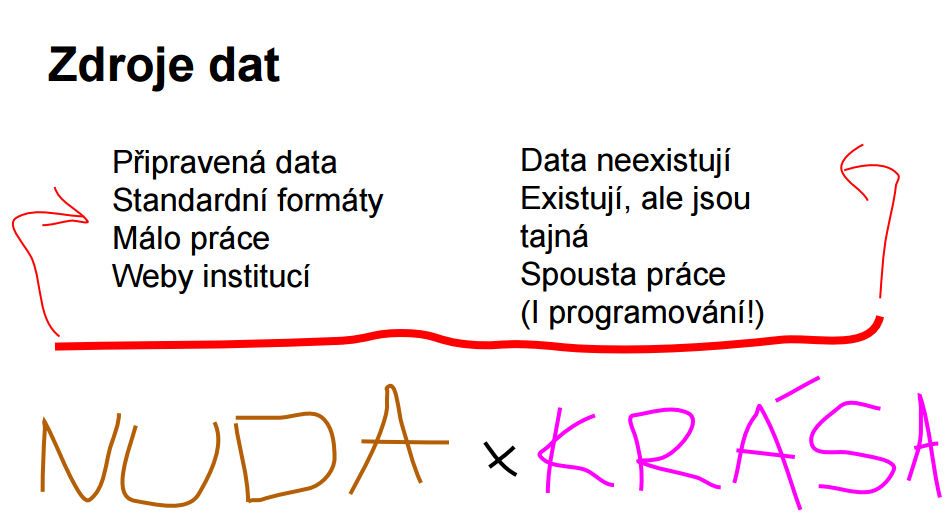 Zdroje dat
Připravená data
Standardní formáty
Málo práce
Weby institucí
Data neexistují
Existují, ale jsou
tajná
Spousta práce
(I programování!)
NUDA x KRÁSA